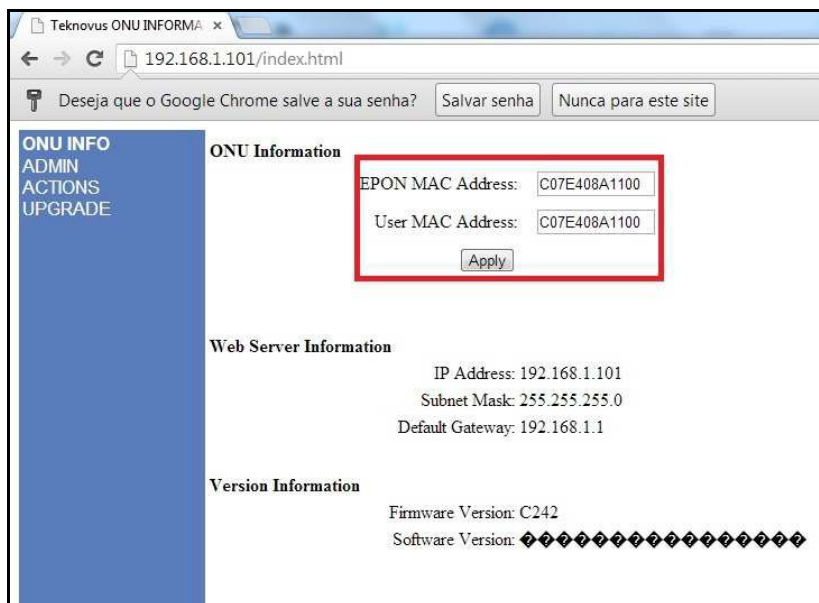 Teknovus ONU INFORMA
192.168.1.101/index.html
Deseja que o Google Chrome salve a sua senha? Salvar senha Nunca para este site
ONU INFO
ADMIN
ACTIONS
UPGRADE
ONU Information
EPON MAC Address: C07E408A1100
User MAC Address: C07E408A1100
Apply
Web Server Information
IP Address: 192.168.1.101
Subnet Mask: 255.255.255.0
Default Gateway: 192.168.1.1
Version Information
Firmware Version: C242
Software Version: �������������������